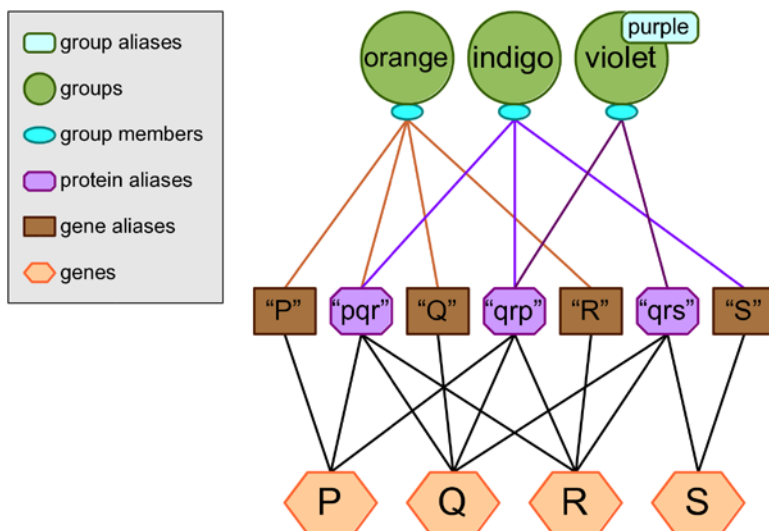 group aliases
groups
group members
protein aliases
gene aliases
genes
purple
orange
indigo
violet
“P”
“pqr”
“Q”
“qrp”
“R”
“qrs”
“S”
P
Q
R
S